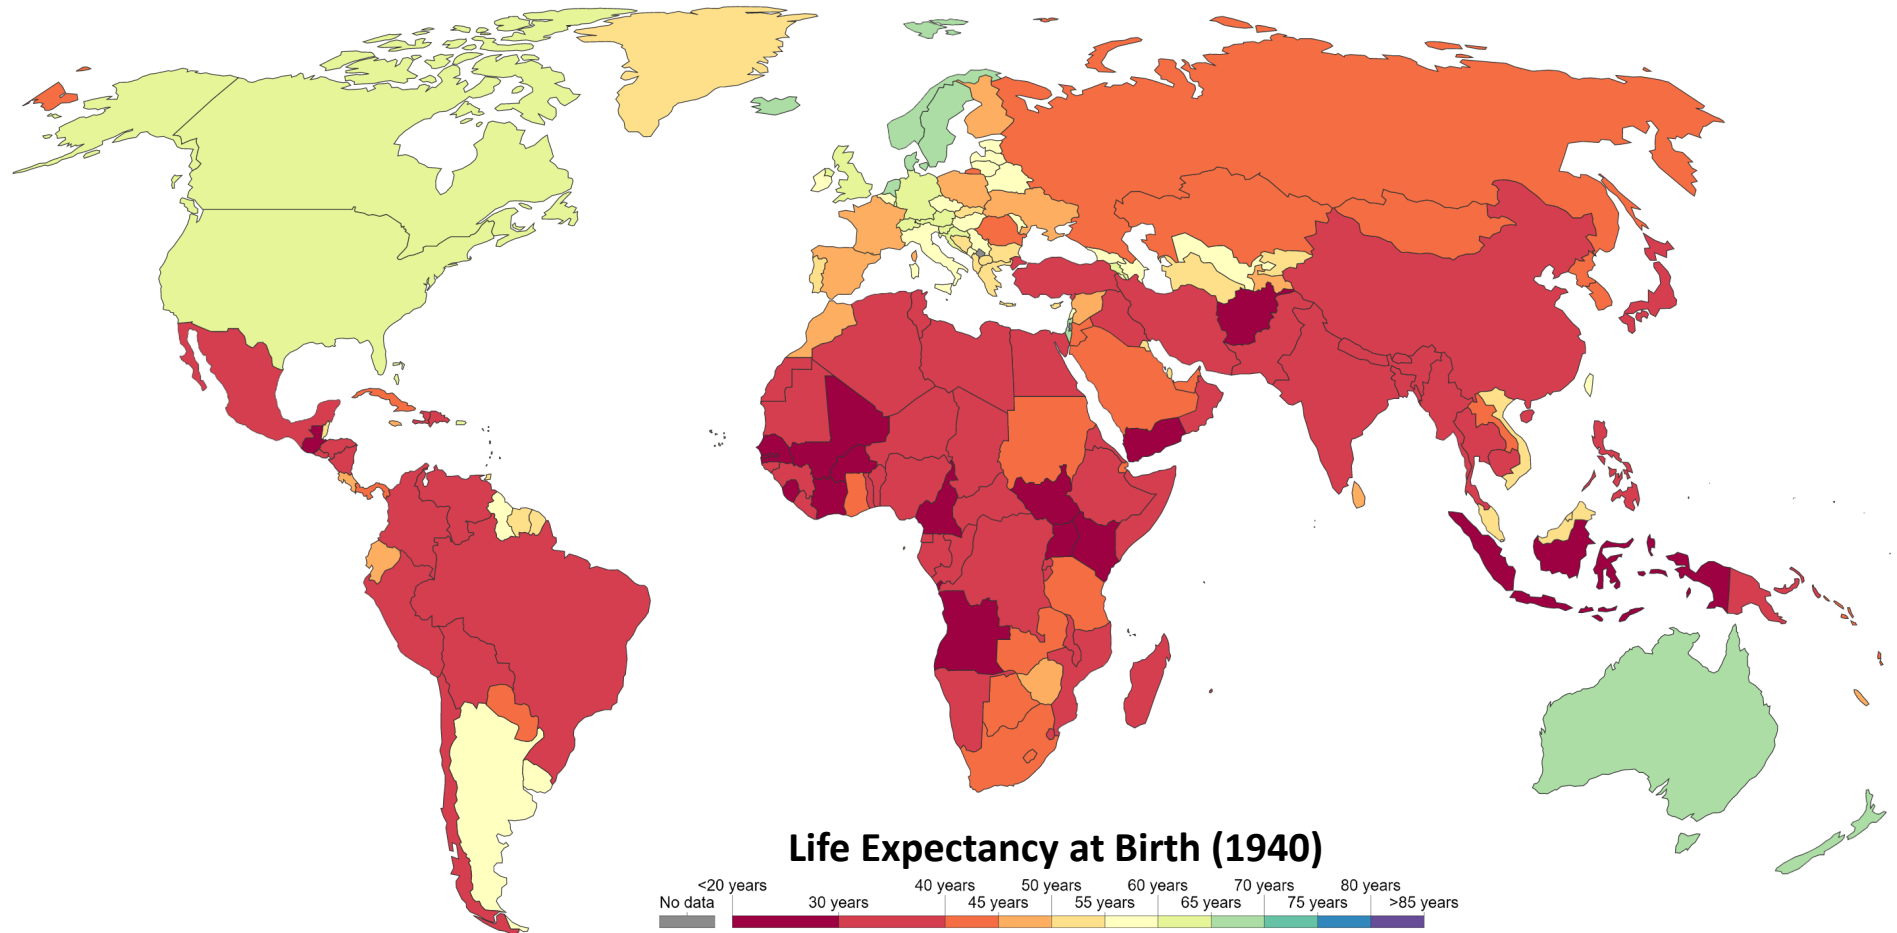 Life Expectancy at Birth (1940)
<20 years 40 years 50 years 60 years 70 years 80 years
No data 30 years 45 years 55 years 65 years 75 years >85 years